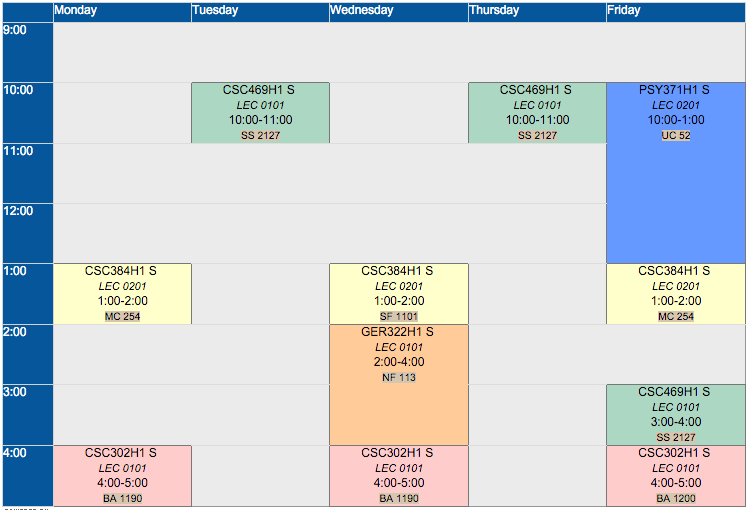 Monday Tuesday Wednesday Thursday Friday
9:00
10:00
CSC469H1 S
LEC 0101
10:00-11:00
SS 2127
CSC469H1 S
LEC 0101
10:00-11:00
SS 2127
PSY371H1 S
LEC 0201
10:00-1:00
UC 52
11:00
12:00
1:00
CSC384H1 S
LEC 0201
1:00-2:00
MC 254
CSC384H1 S
LEC 0201
1:00-2:00
SF 1101
CSC384H1 S
LEC 0201
1:00-2:00
MC 254
2:00
GER322H1 S
LEC 0101
2:00-4:00
NF 113
3:00
CSC469H1 S
LEC 0101
3:00-4:00
SS 2127
4:00
CSC302H1 S
LEC 0101
4:00-5:00
BA 1190
CSC302H1 S
LEC 0101
4:00-5:00
BA 1190
CSC302H1 S
LEC 0101
4:00-5:00
BA 1200